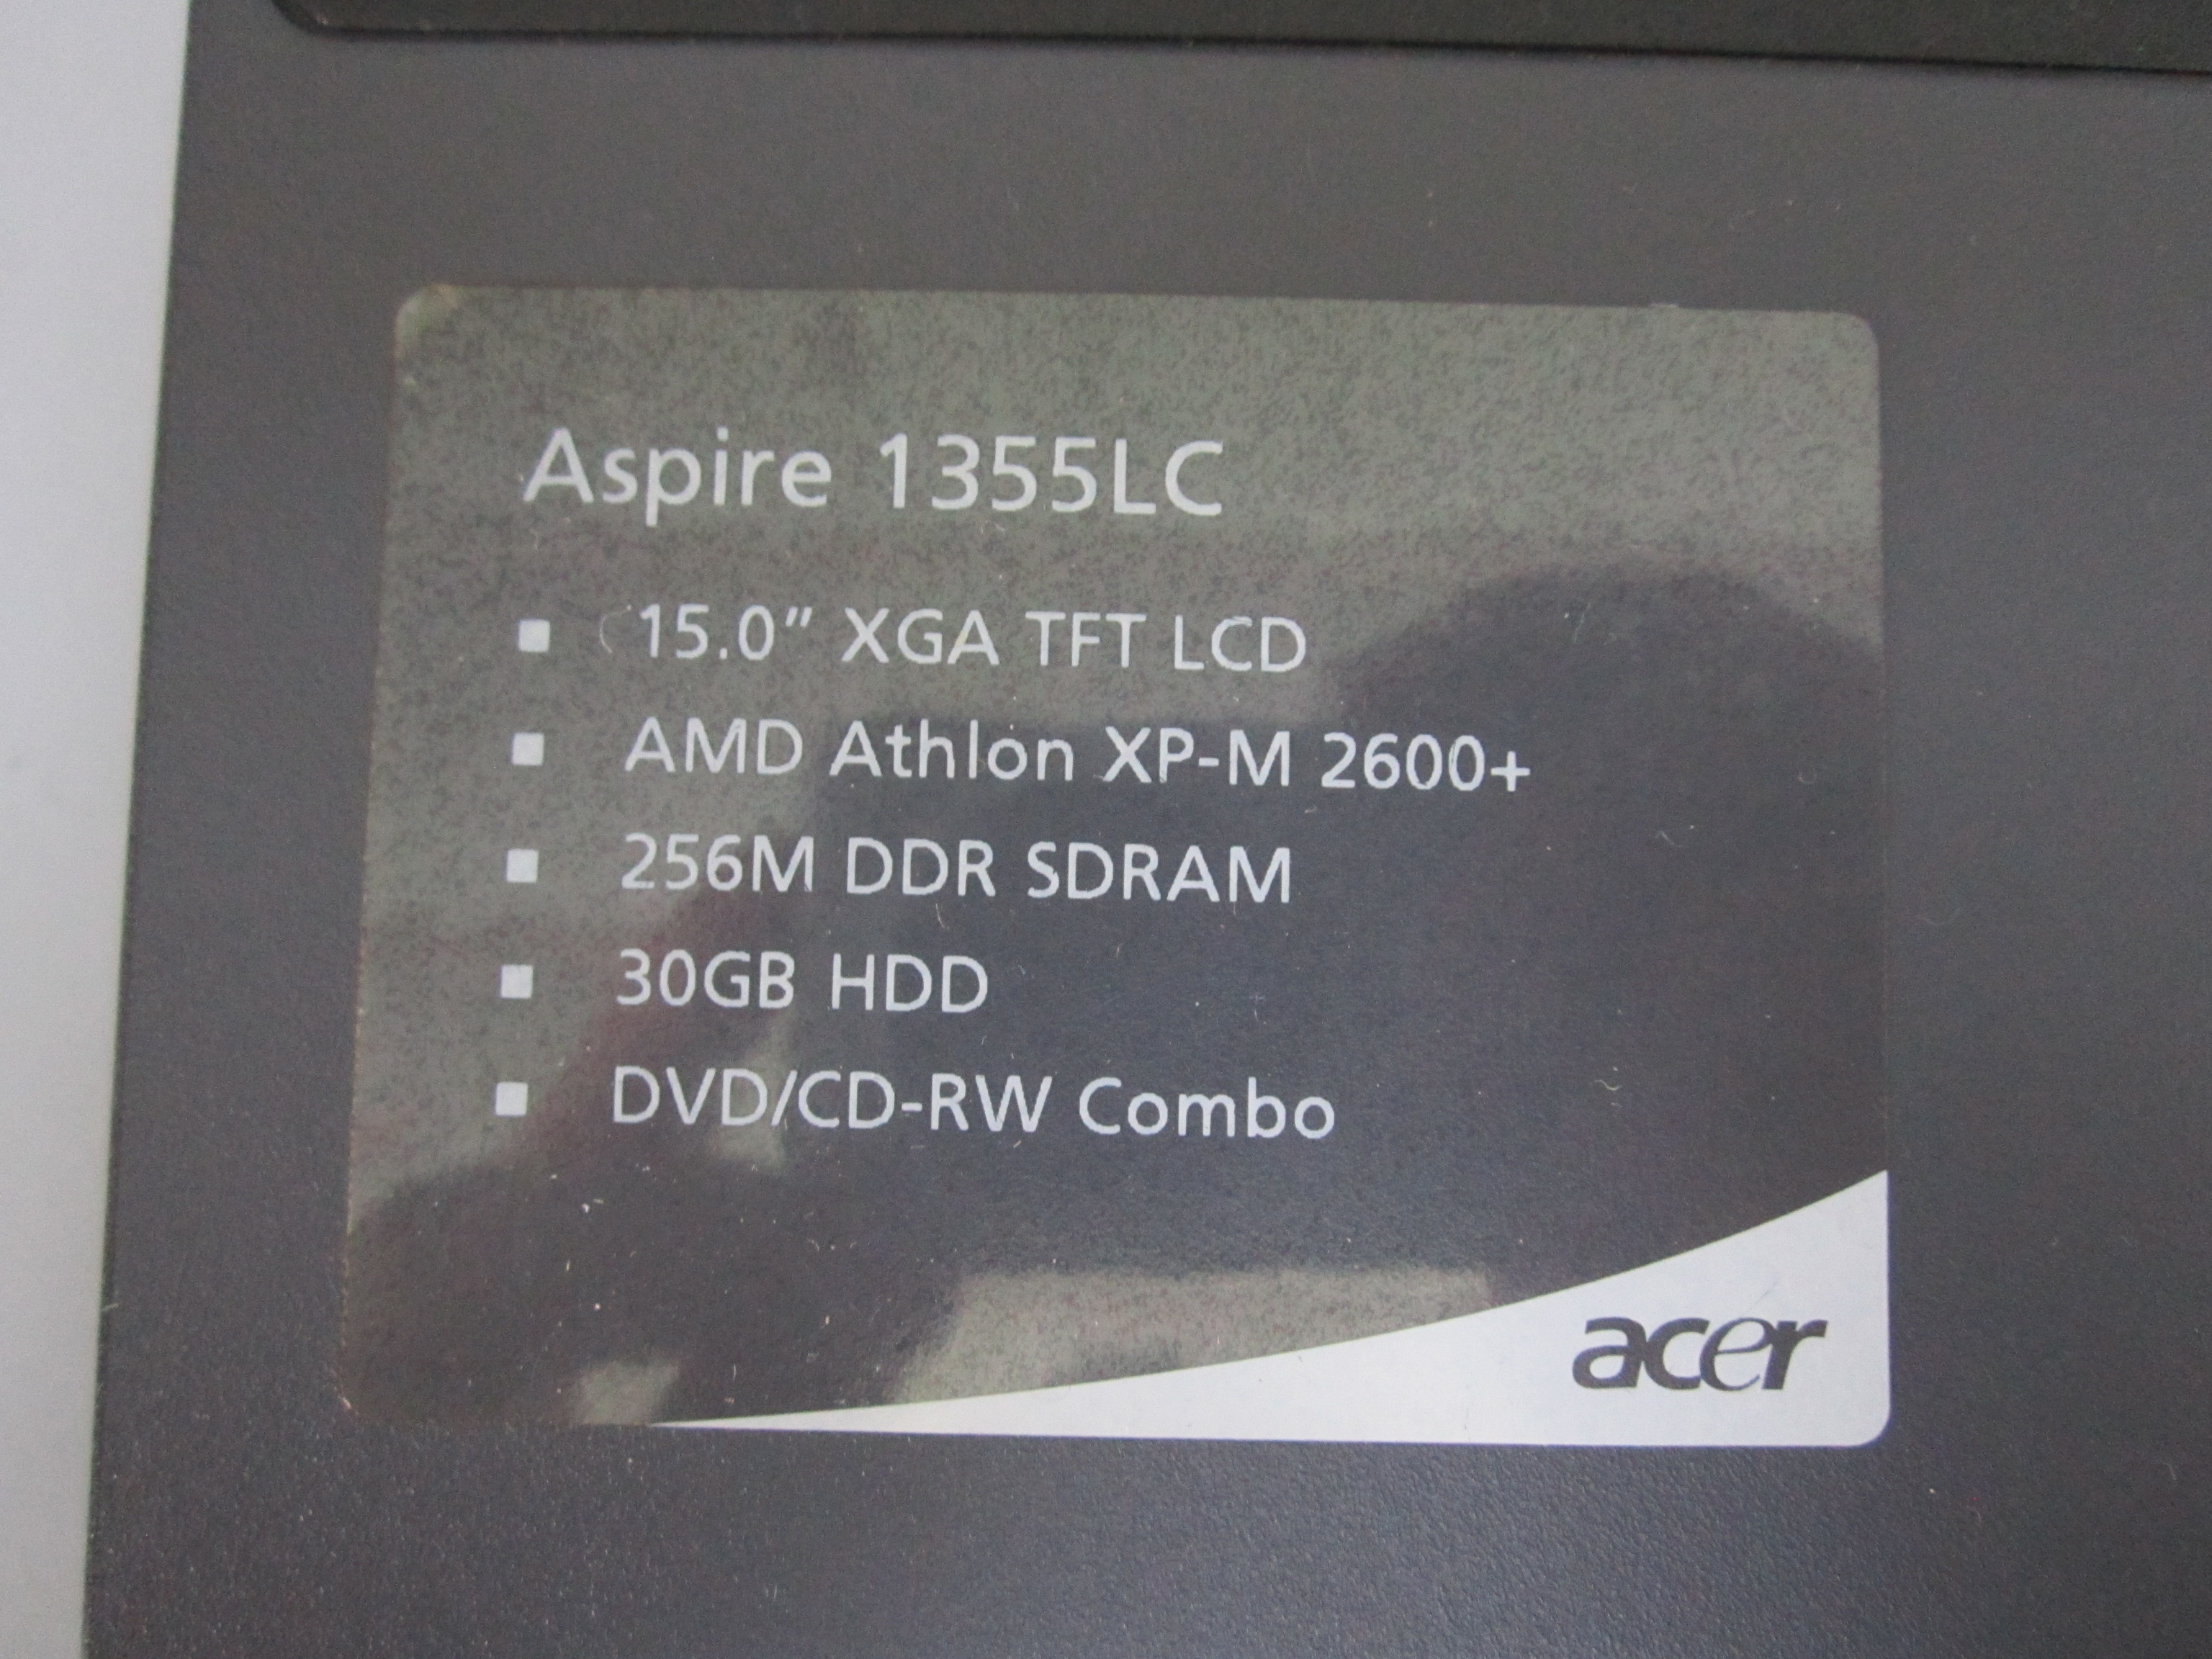 Aspire 1355LC
▪ 15.0” XGA TFT LCD
▪ AMD Athlon XP-M 2600+
▪ 256M DDR SDRAM
▪ 30GB HDD
▪ DVD/CD-RW Combo
acer